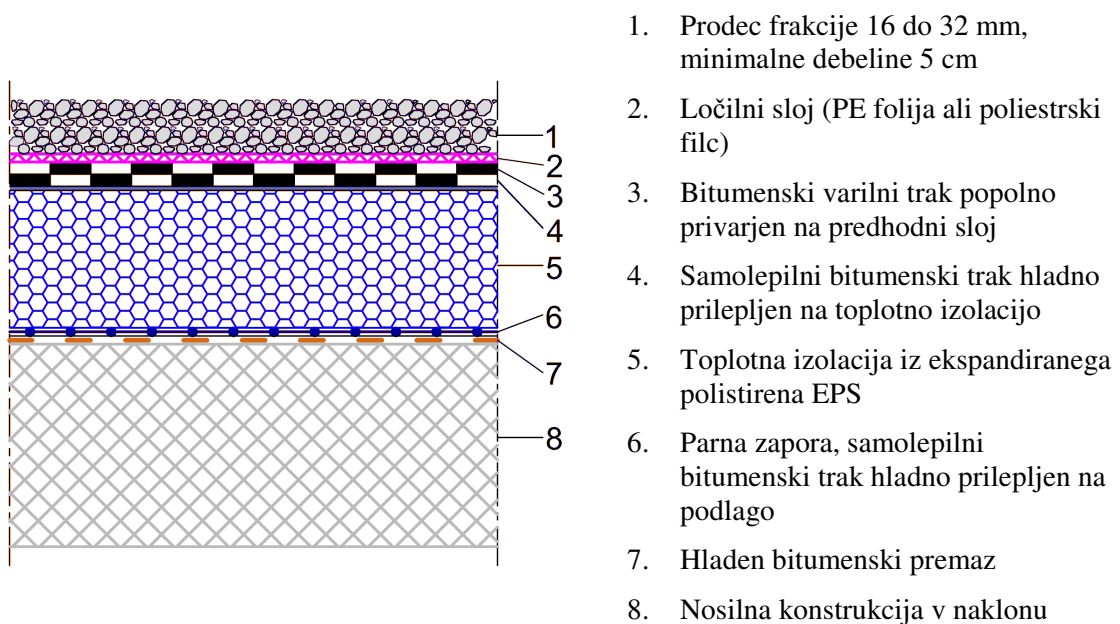 1
2
3
4
5
6
7
8
1. Prodec frakcije 16 do 32 mm,
minimalne debeline 5 cm
2. Ločilni sloj (PE folija ali poliestrski
filc)
3. Bitumenski varilni trak popolno
privarjen na predhodni sloj
4. Samolepilni bitumenski trak hladno
prilepljen na toplotno izolacijo
5. Toplotna izolacija iz ekspandiranega
polistirena EPS
6. Parna zapora, samolepilni
bitumenski trak hladno prilepljen na
podlago
7. Hladen bitumenski premaz
8. Nosilna konstrukcija v naklonu